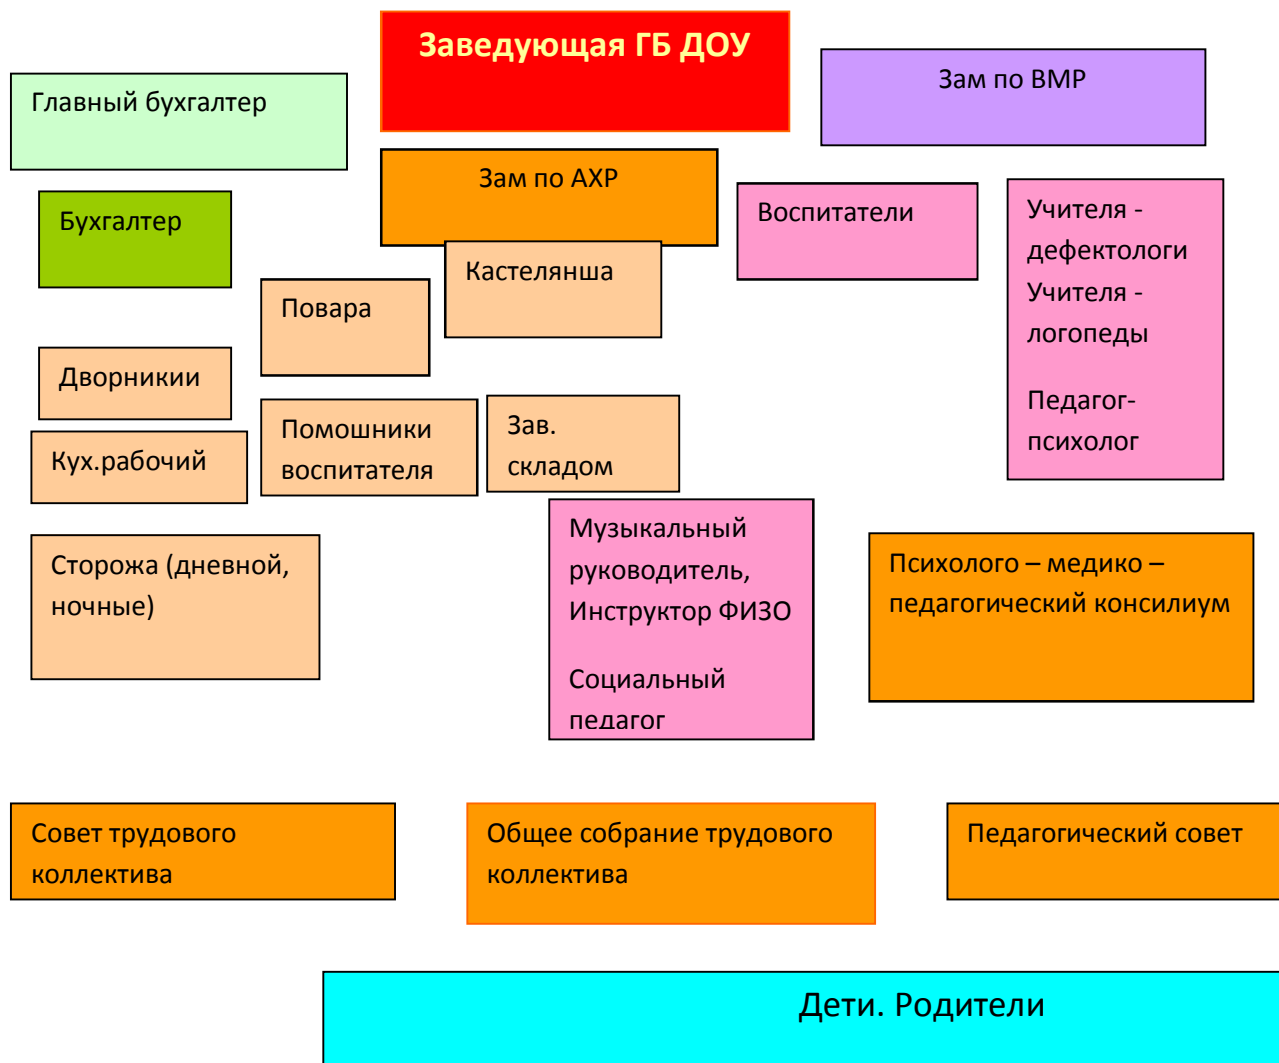 Заведующая ГБ ДОУ
Главный бухгалтер
Зам по ВМР
Зам по АХР
Бухгалтер
Воспитатели
Учителя -
дефектологи
Учителя -
логопеды
Педагог-
психолог
Кастелянша
Повара
Дворникии
Помошники
воспитателя
Зав.
складом
Кух.рабочий
Музыкальный
руководитель,
Инструктор ФИЗО
Социальный
педагог
Сторожа (дневной,
ночные)
Психолого – медико –
педагогический консилиум
Совет трудового
коллектива
Общее собрание трудового
коллектива
Педагогический совет
Дети. Родители